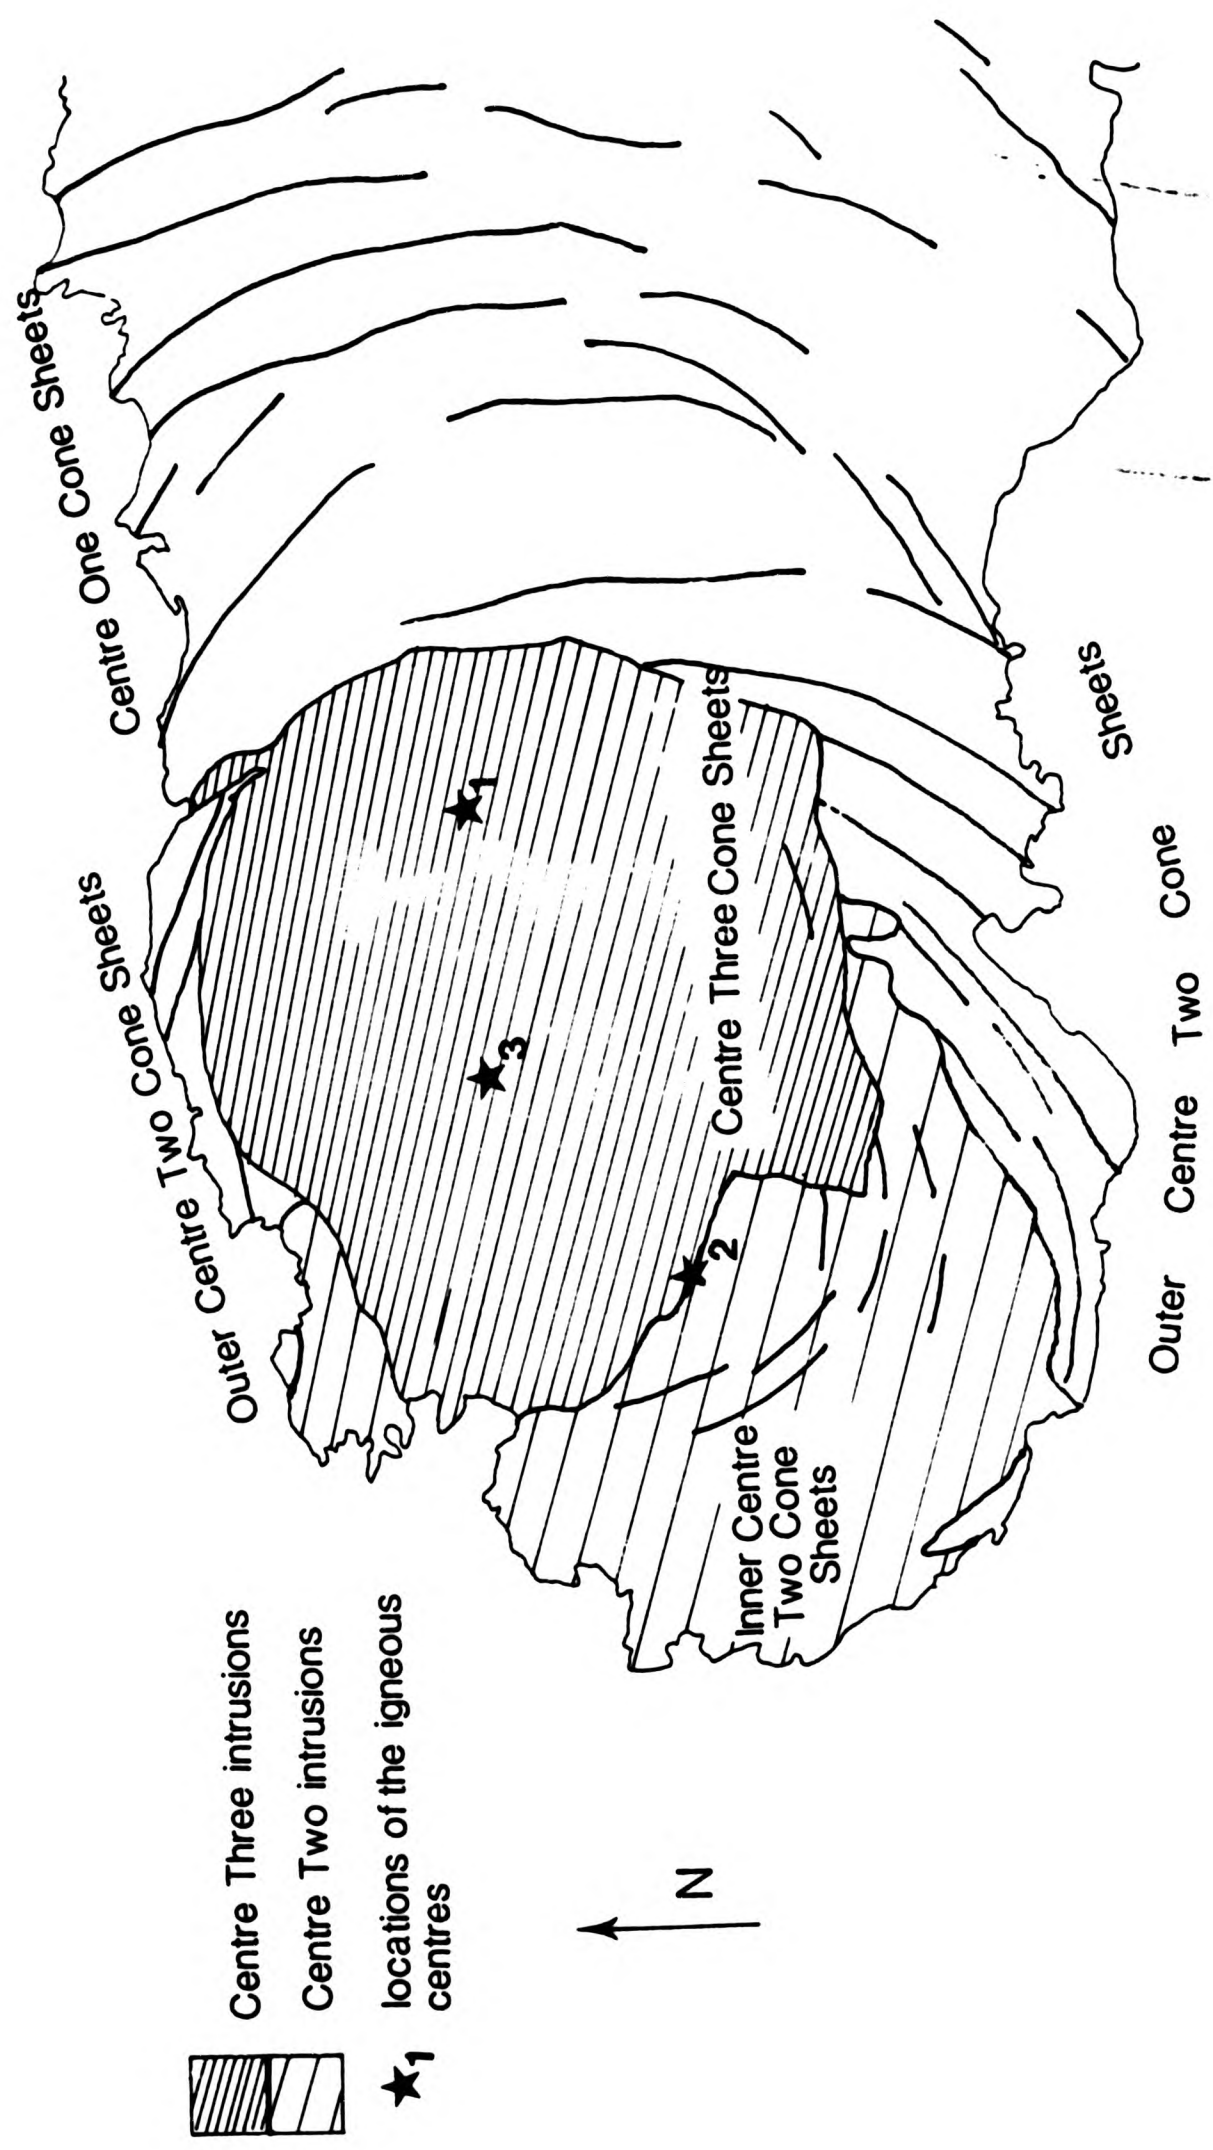 Centre Three intrusions
Centre Two intrusions
1
locations of the igneous
centres
N
Outer Centre Two Cone Sheets
Centre One Cone Sheets
1
3
2
Centre Three Cone Sheets
Inner Centre
Two Cone
Sheets
Outer Centre Two Cone Sheets